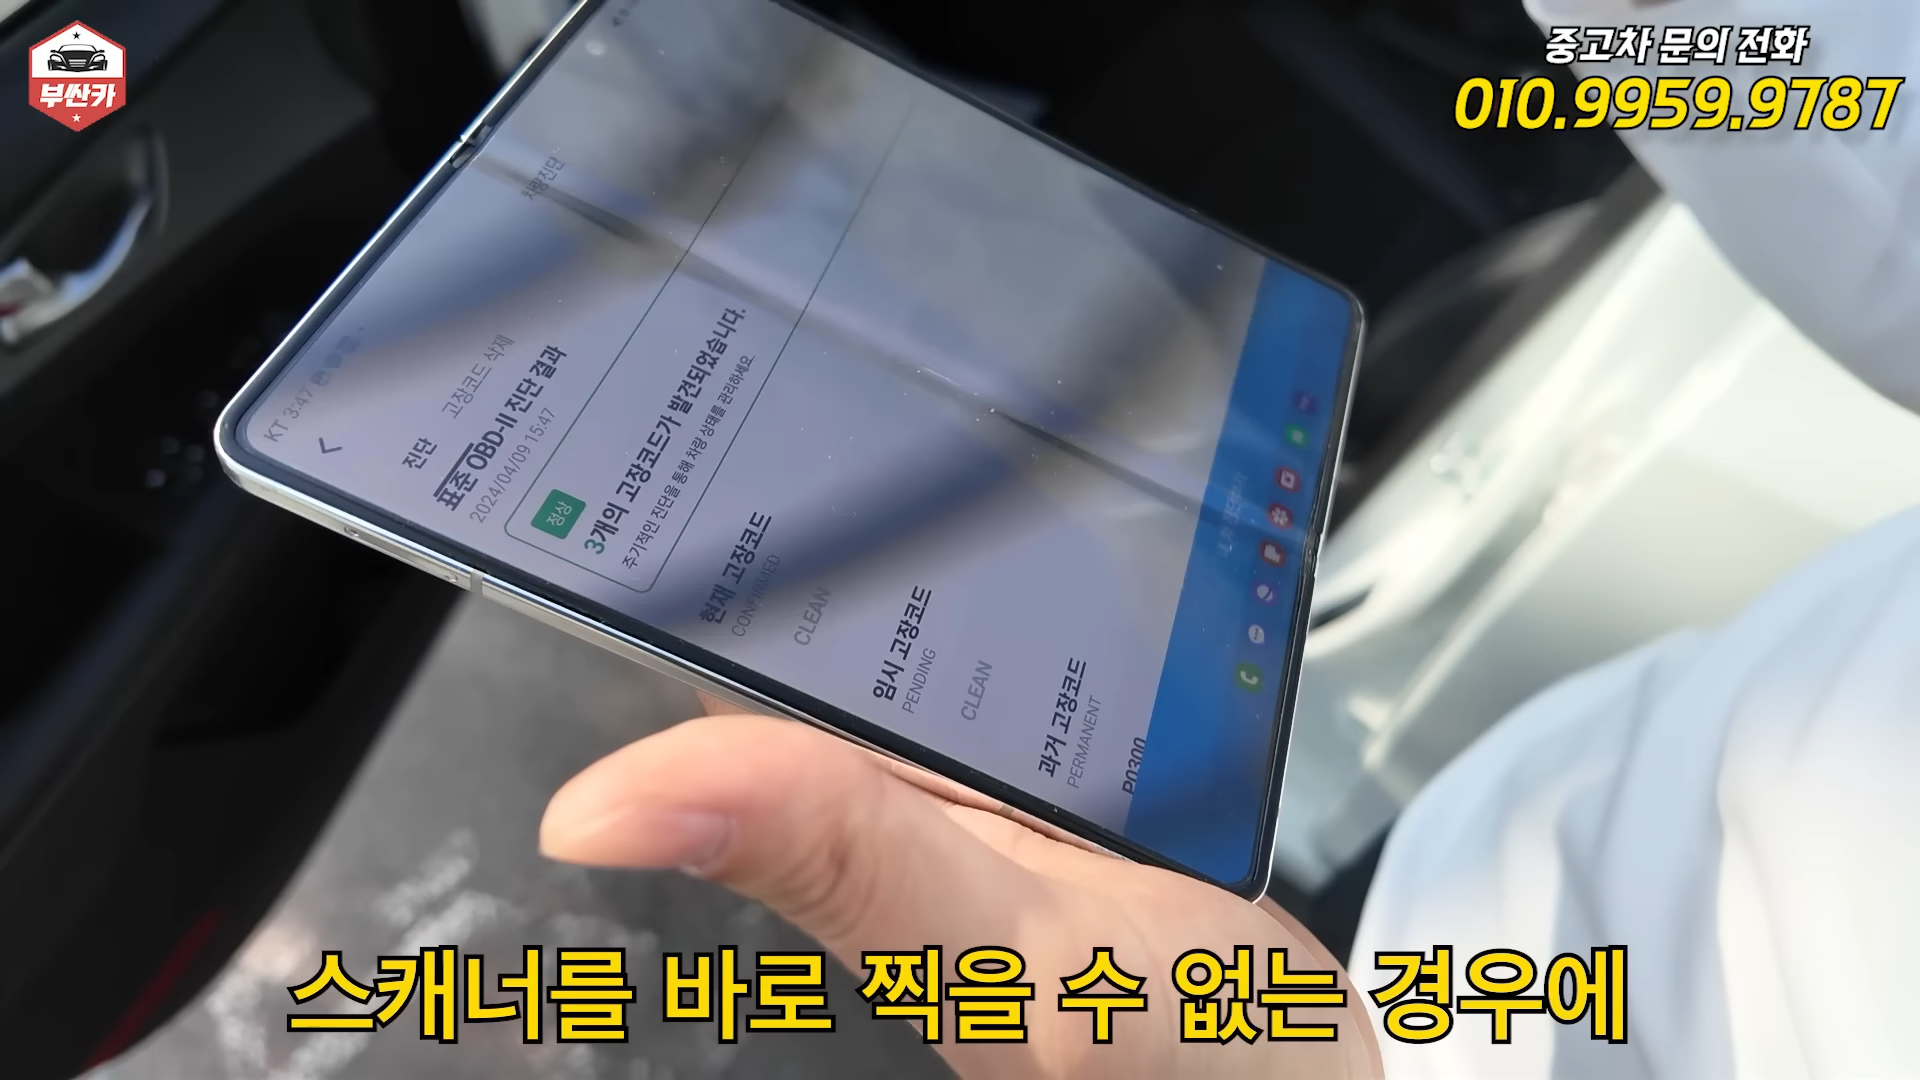 부싼카
중고차 문의 전화
010.9959.9787
KT 3:47
진단
고장코드 삭제
차량진단
표준 OBD-II 진단 결과
2024/04/09 15:47
정상
3개의 고장코드가 발견되었습니다.
주기적인 진단을 통해 차량 상태를 관리하세요.
현재 고장코드
CONFIRMED
CLEAN
임시 고장코드
PENDING
CLEAN
과거 고장코드
PERMANENT
P0300
스캐너를 바로 찍을 수 없는 경우에